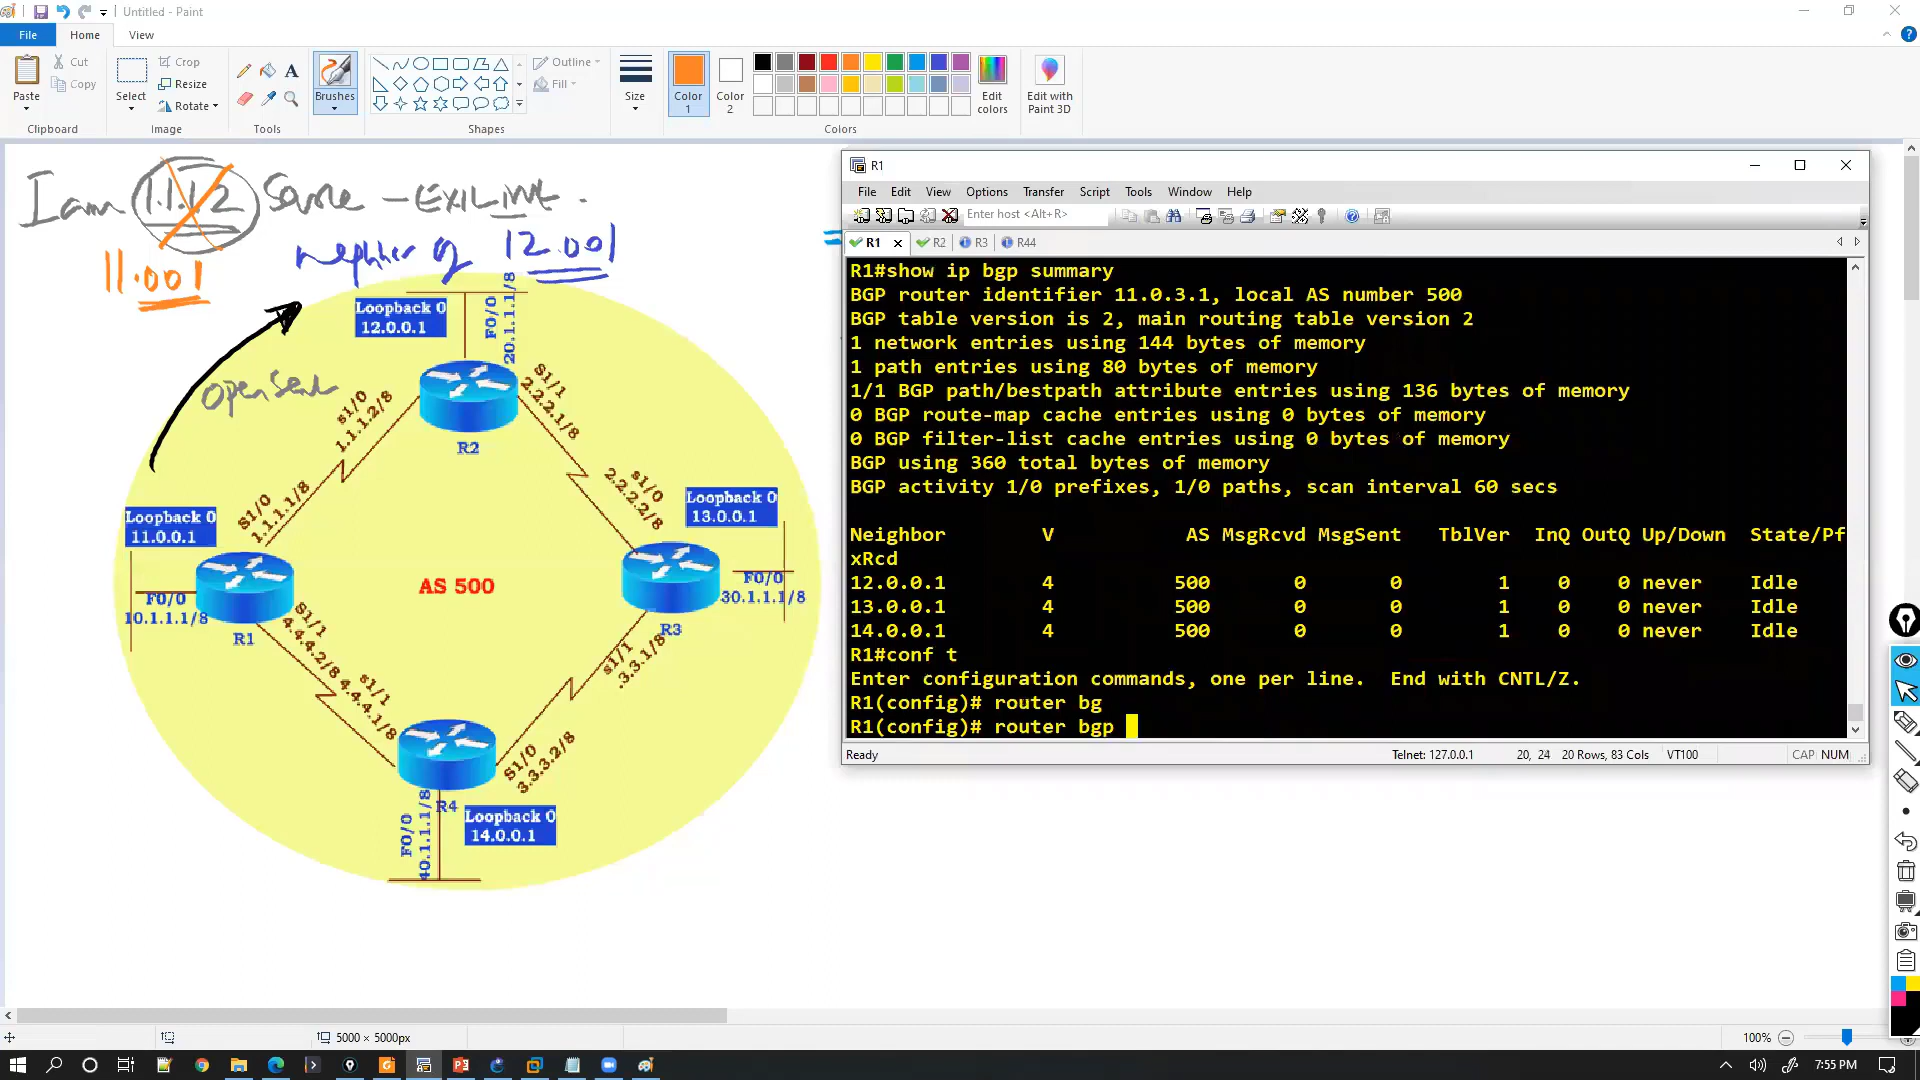 Untitled - Paint
File Home View
Paste Cut Copy Clipboard
Select Crop Resize Rotate Image
Tools
Brushes
Shapes Outline Fill
Size
Color 1 Color 2
Edit colors
Colors
Edit with Paint 3D
I am 1.1.1.2 Same - EXILINT.
11.001
12.001
Open Sent
Loopback 0
12.0.0.1
F0/0
20.1.1.1/8
s1/0
1.1.1.2/8
S1/1
2.2.2.1/8
R2
S1/0
1.1.1.1/8
s1/0
2.2.2.2/8
Loopback 0
11.0.0.1
Loopback 0
13.0.0.1
F0/0
10.1.1.1/8
R1
AS 500
F0/0
30.1.1.1/8
R3
S1/1
4.4.4.2/8
s1/1
4.4.4.1/8
s1/1
.3.3.1/8
S1/0
3.3.3.2/8
R4
F0/0
40.1.1.1/8
Loopback 0
14.0.0.1
R1
File Edit View Options Transfer Script Tools Window Help
Enter host <Alt+R>
R1 R2 R3 R44
R1#show ip bgp summary
BGP router identifier 11.0.3.1, local AS number 500
BGP table version is 2, main routing table version 2
1 network entries using 144 bytes of memory
1 path entries using 80 bytes of memory
1/1 BGP path/bestpath attribute entries using 136 bytes of memory
0 BGP route-map cache entries using 0 bytes of memory
0 BGP filter-list cache entries using 0 bytes of memory
BGP using 360 total bytes of memory
BGP activity 1/0 prefixes, 1/0 paths, scan interval 60 secs
Neighbor V AS MsgRcvd MsgSent TblVer InQ OutQ Up/Down State/Pf
xRcd
12.0.0.1 4 500 0 0 1 0 0 never Idle
13.0.0.1 4 500 0 0 1 0 0 never Idle
14.0.0.1 4 500 0 0 1 0 0 never Idle
R1#conf t
Enter configuration commands, one per line. End with CNTL/Z.
R1(config)# router bg
R1(config)# router bgp
Ready Telnet: 127.0.0.1 20, 24 20 Rows, 83 Cols VT100 CAP NUM
5000 × 5000px 100%
7:55 PM